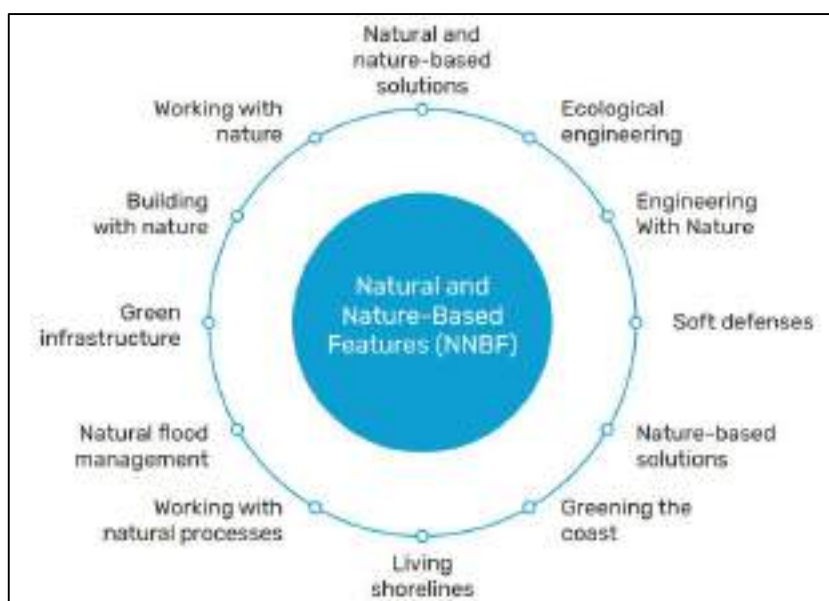 Natural and
nature-based
solutions
Ecological
engineering
Engineering
With Nature
Soft defenses
Nature-based
solutions
Greening the
coast
Living
shorelines
Working with
natural processes
Natural flood
management
Green
infrastructure
Building
with nature
Working with
nature
Natural and
Nature-Based
Features (NNBF)